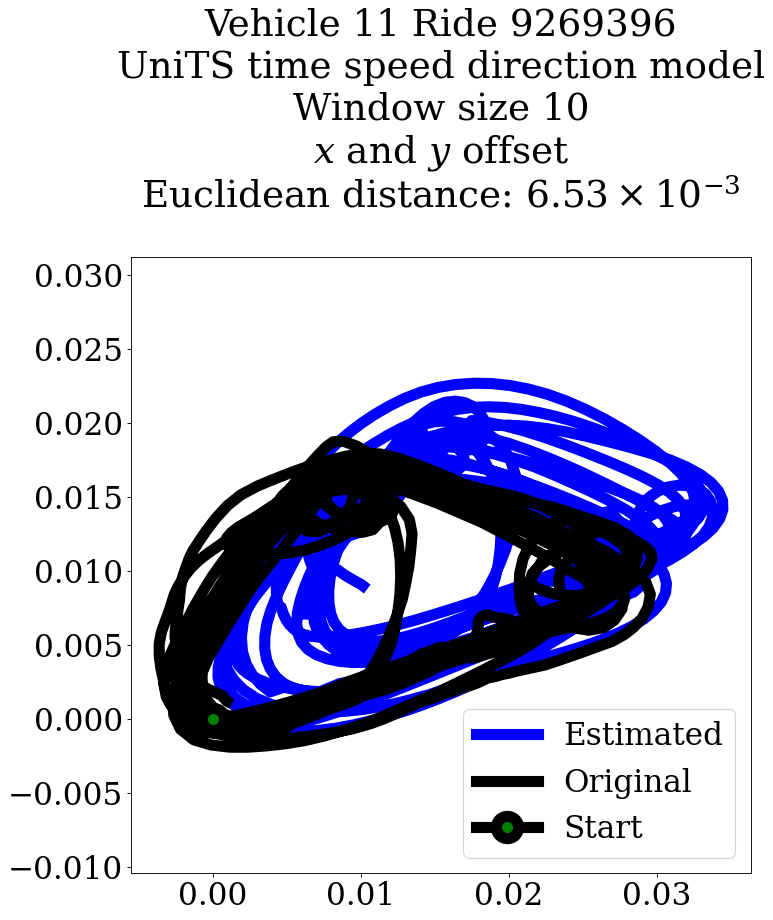 Vehicle 11 Ride 9269396
UniTS time speed direction model
Window size 10
x and y offset
Euclidean distance: 6.53 × 10⁻³
0.030
0.025
0.020
0.015
0.010
0.005
0.000
−0.005
−0.010
Estimated
Original
Start
0.00 0.01 0.02 0.03